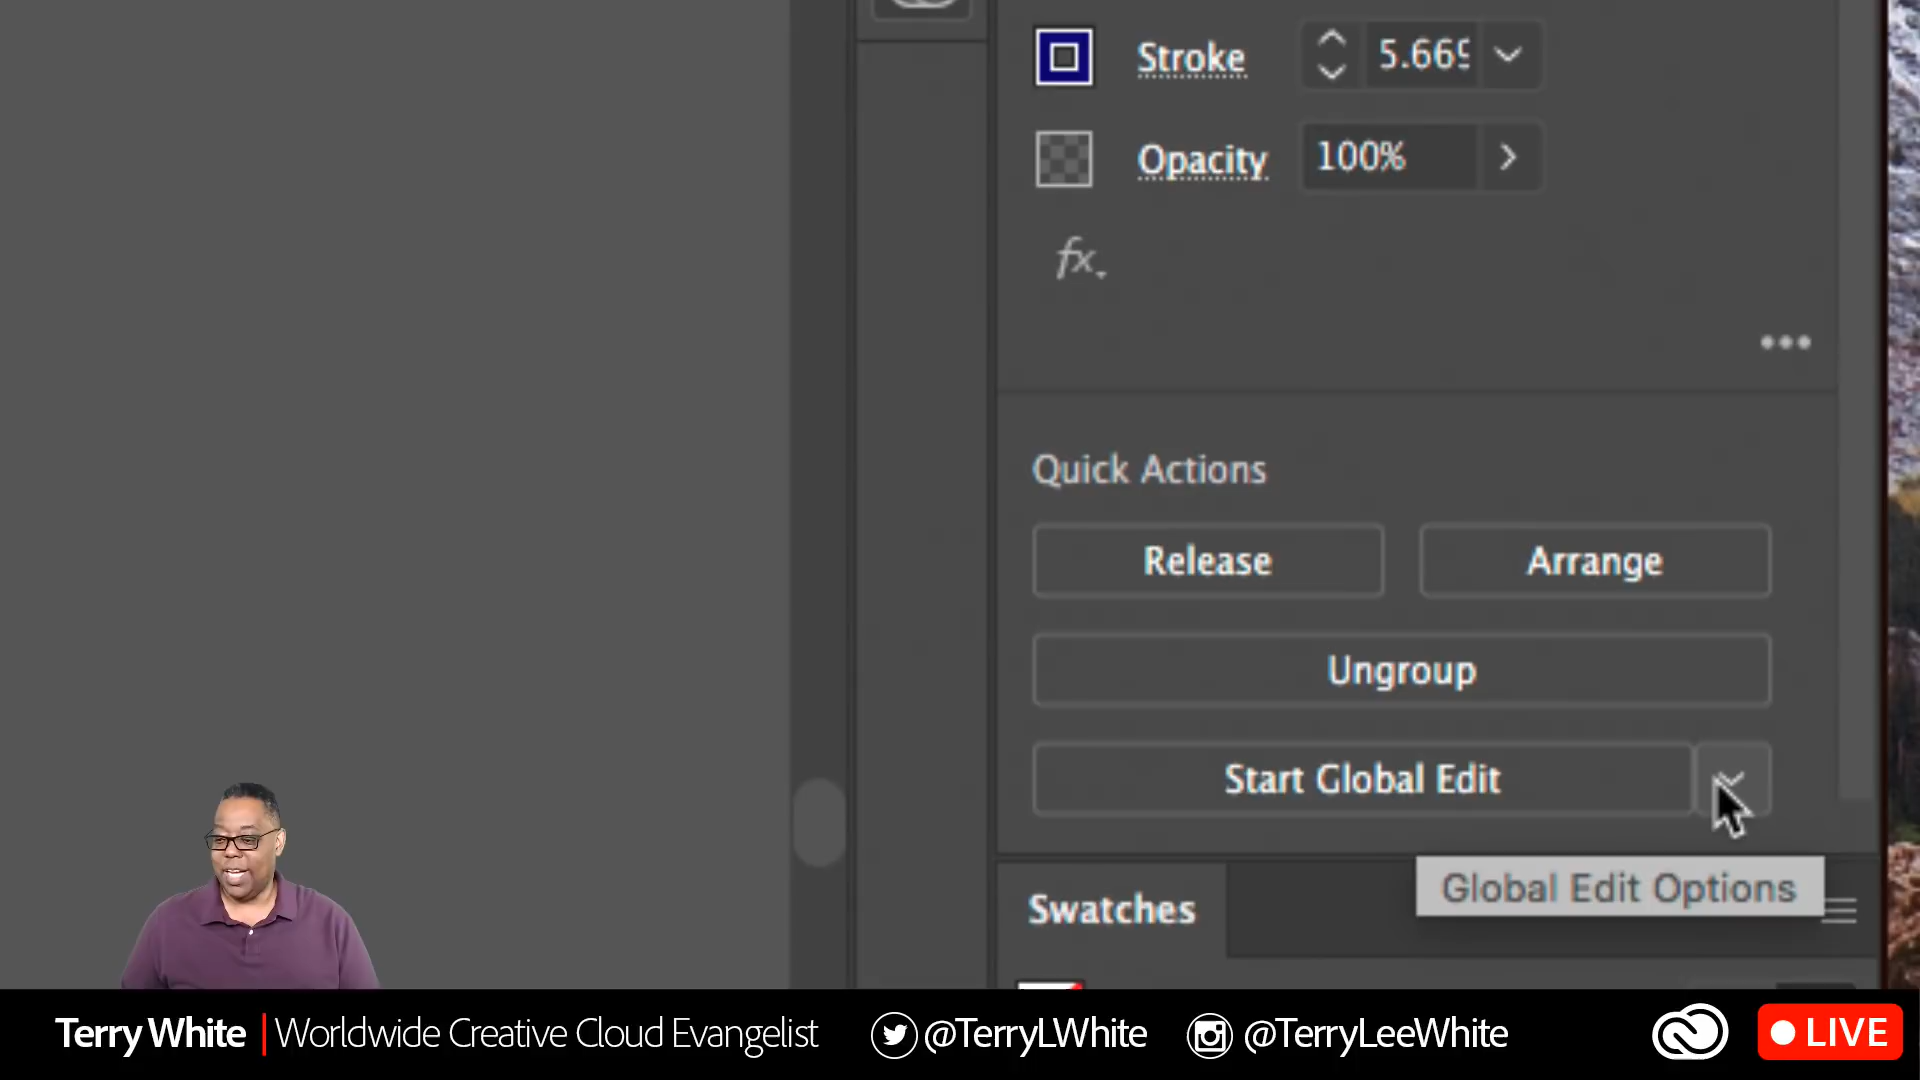 Stroke 5.669
Opacity 100%
fx.
Quick Actions
Release Arrange
Ungroup
Start Global Edit
Global Edit Options
Swatches
Terry White | Worldwide Creative Cloud Evangelist @TerryLWhite @TerryLeeWhite LIVE